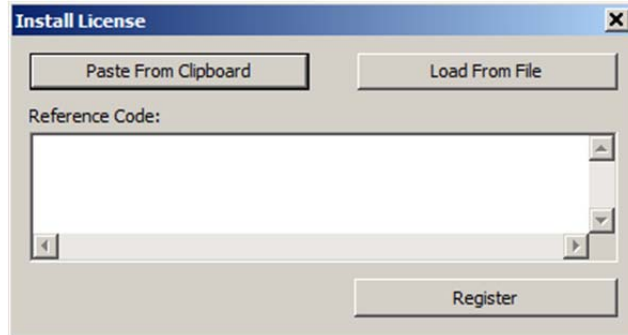 Install License
Paste From Clipboard
Load From File
Reference Code:
Register